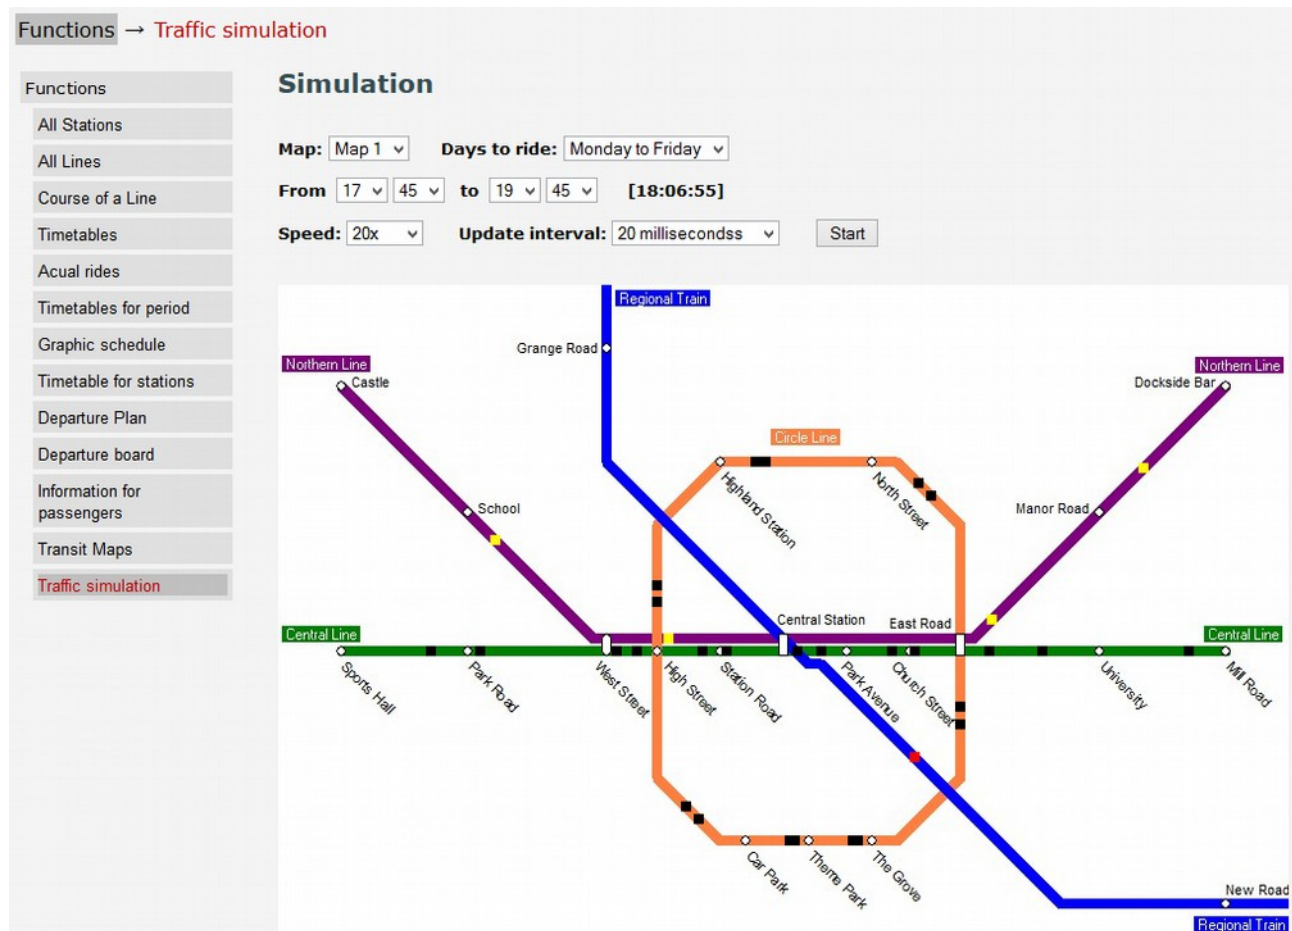 Functions → Traffic simulation
Functions
All Stations
All Lines
Course of a Line
Timetables
Acual rides
Timetables for period
Graphic schedule
Timetable for stations
Departure Plan
Departure board
Information for
passengers
Transit Maps
Traffic simulation
Simulation
Map: Map 1 Days to ride: Monday to Friday
From 17 45 to 19 45 [18:06:55]
Speed: 20x Update interval: 20 millisecondss Start
Regional Train
Grange Road
Northern Line
Northern Line
Castle
Dockside Bar
Circle Line
Highland Station
North Street
School
Manor Road
Central Station
East Road
Central Line
Central Line
Sports Hall
Park Road
West Street
High Street
Station Road
Park Avenue
Church Street
University
Mill Road
Car Park
Theme Park
The Grove
New Road
Regional Train